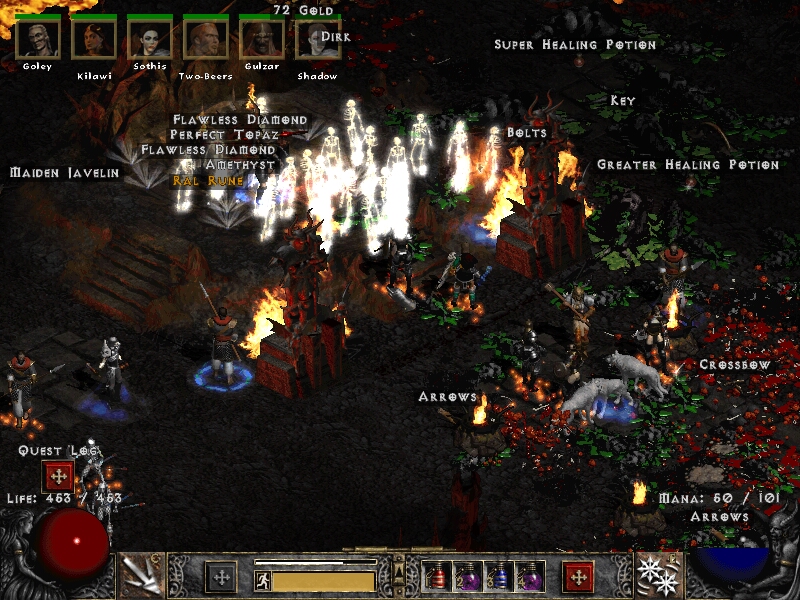 72 Gold
Dirk
Goley
Kilawi
Sothis
Two-Beers
Gulzar
Shadow
Super Healing Potion
Key
Flawless Diamond
Perfect Topaz
Flawless Diamond
Amethyst
Ral Rune
Bolts
Maiden Javelin
Greater Healing Potion
Crossbow
Arrows
Quest Log
Life: 463 / 463
Mana: 60 / 101
Arrows